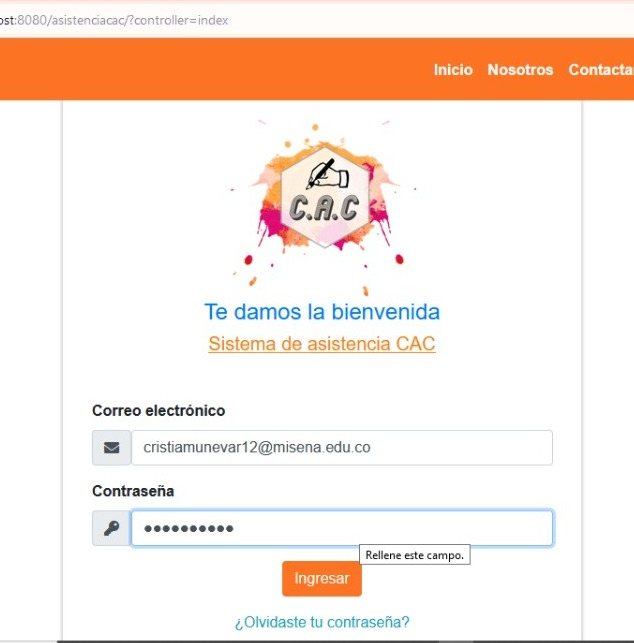 ost:8080/asistenciacac/?controller=index
Inicio Nosotros Contacta
C.A.C
Te damos la bienvenida
Sistema de asistencia CAC
Correo electrónico
cristiamunevar12@misena.edu.co
Contraseña
••••••••••
Rellene este campo.
Ingresar
¿Olvidaste tu contraseña?